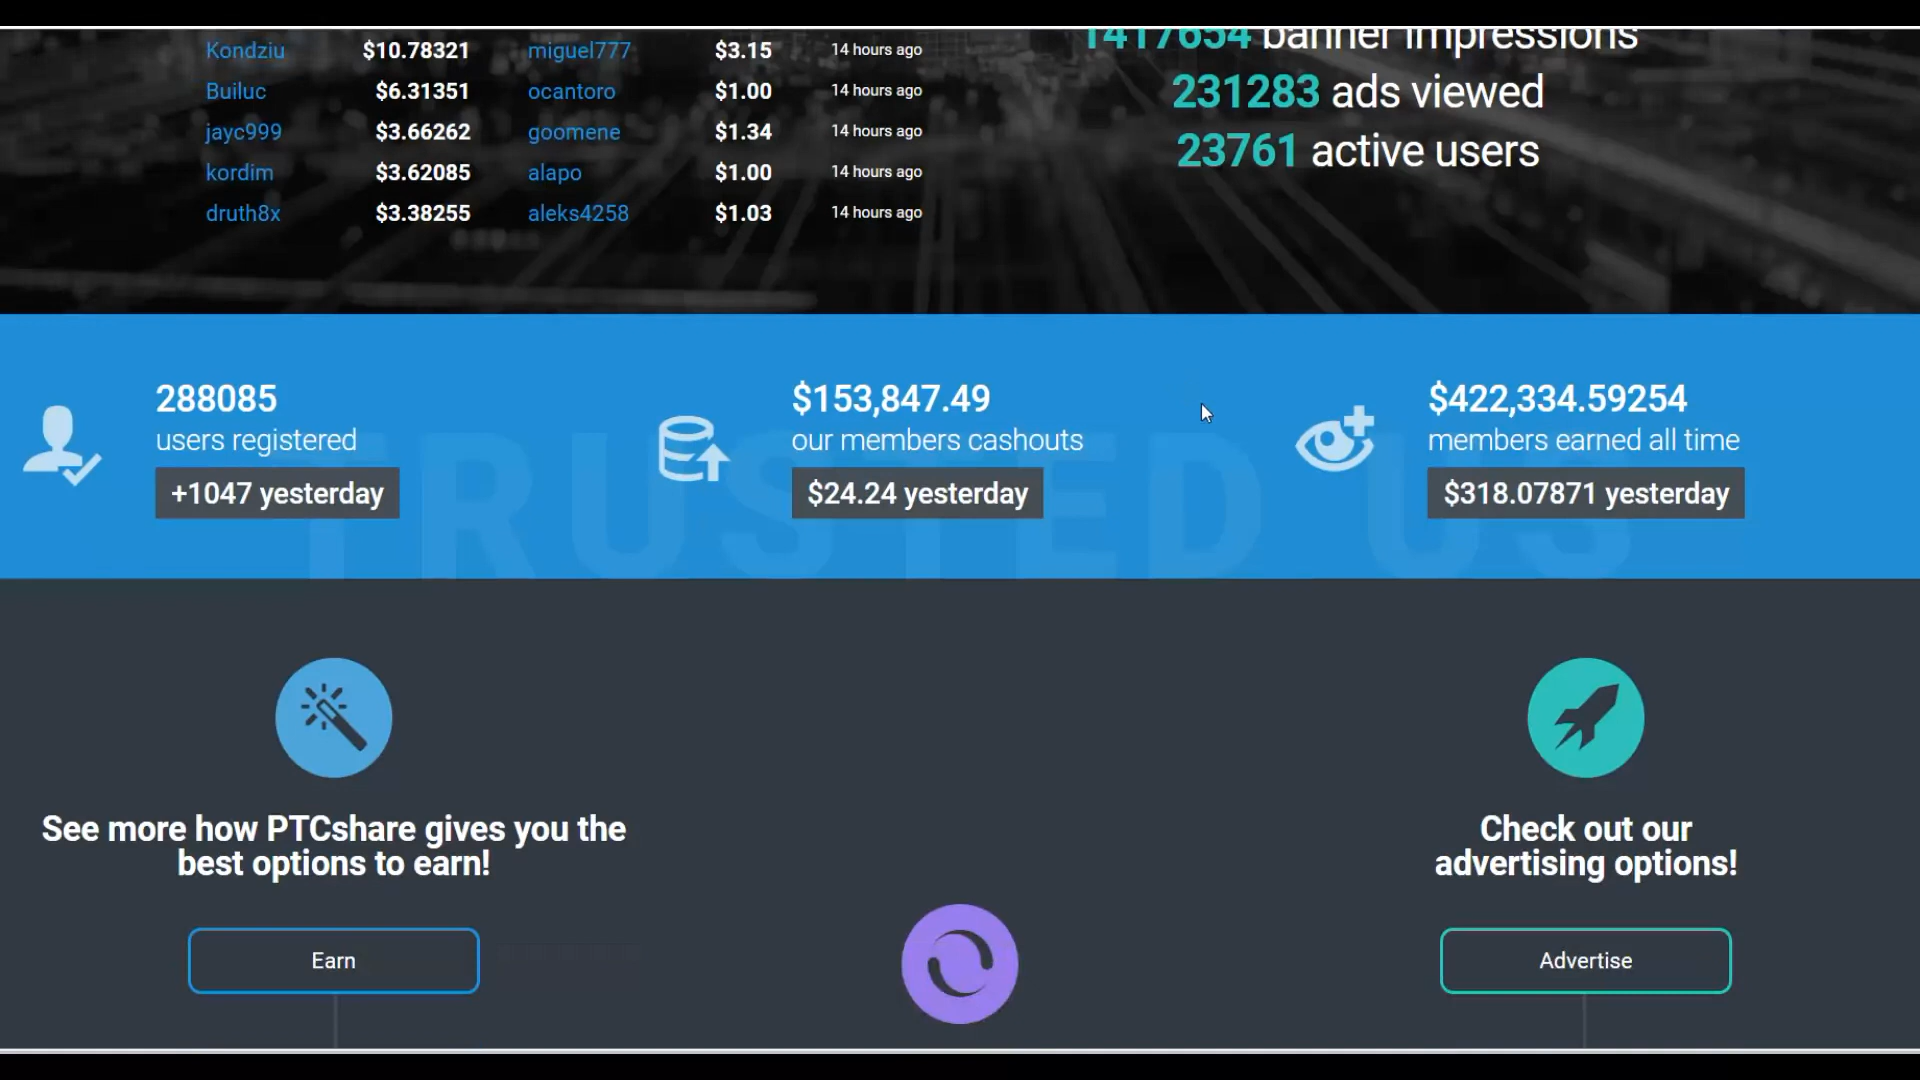 Kondziu $10.78321 miguel777 $3.15 14 hours ago
Builuc $6.31351 ocantoro $1.00 14 hours ago
jayc999 $3.66262 goomene $1.34 14 hours ago
kordim $3.62085 alapo $1.00 14 hours ago
druth8x $3.38255 aleks4258 $1.03 14 hours ago
1417654 banner impressions
231283 ads viewed
23761 active users
288085
users registered
+1047 yesterday
$153,847.49
our members cashouts
$24.24 yesterday
$422,334.59254
members earned all time
$318.07871 yesterday
TRUSTED US
See more how PTCshare gives you the
best options to earn!
Earn
Check out our
advertising options!
Advertise